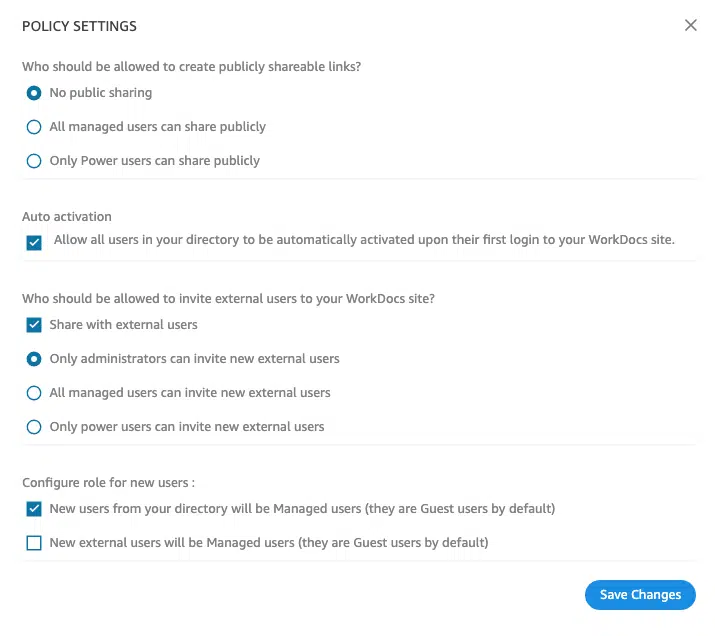 POLICY SETTINGS
Who should be allowed to create publicly shareable links?
No public sharing
All managed users can share publicly
Only Power users can share publicly
Auto activation
Allow all users in your directory to be automatically activated upon their first login to your WorkDocs site.
Who should be allowed to invite external users to your WorkDocs site?
Share with external users
Only administrators can invite new external users
All managed users can invite new external users
Only power users can invite new external users
Configure role for new users :
New users from your directory will be Managed users (they are Guest users by default)
New external users will be Managed users (they are Guest users by default)
Save Changes